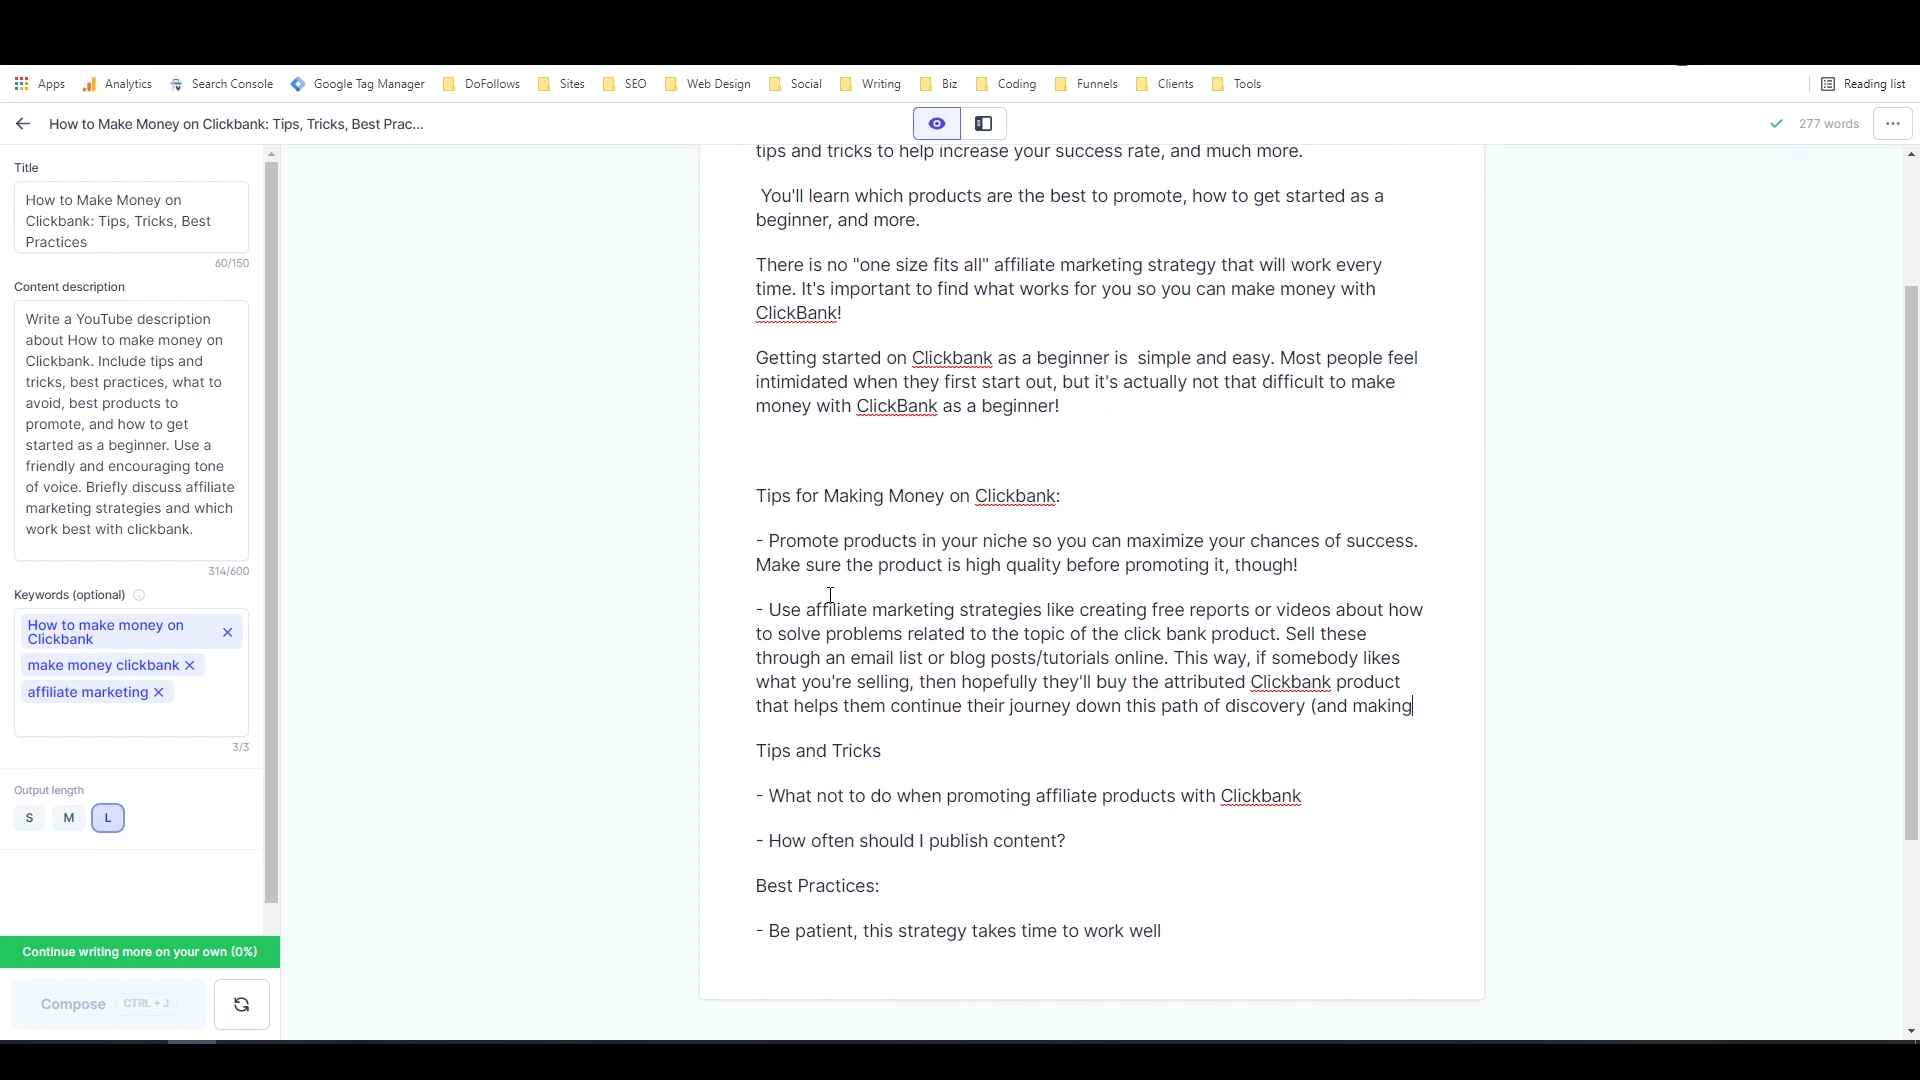 Apps Analytics Search Console Google Tag Manager DoFollows Sites SEO Web Design Social Writing Biz Coding Funnels Clients Tools Reading list
How to Make Money on Clickbank: Tips, Tricks, Best Prac... 277 words
Title
How to Make Money on
Clickbank: Tips, Tricks, Best
Practices
60/150
Content description
Write a YouTube description
about How to make money on
Clickbank. Include tips and
tricks, best practices, what to
avoid, best products to
promote, and how to get
started as a beginner. Use a
friendly and encouraging tone
of voice. Briefly discuss affiliate
marketing strategies and which
work best with clickbank.
314/600
Keywords (optional)
How to make money on
Clickbank
make money clickbank
affiliate marketing
3/3
Output length
S M L
Continue writing more on your own (0%)
Compose CTRL + J
tips and tricks to help increase your success rate, and much more.
You'll learn which products are the best to promote, how to get started as a
beginner, and more.
There is no "one size fits all" affiliate marketing strategy that will work every
time. It's important to find what works for you so you can make money with
ClickBank!
Getting started on Clickbank as a beginner is  simple and easy. Most people feel
intimidated when they first start out, but it's actually not that difficult to make
money with ClickBank as a beginner!
Tips for Making Money on Clickbank:
- Promote products in your niche so you can maximize your chances of success.
Make sure the product is high quality before promoting it, though!
- Use affiliate marketing strategies like creating free reports or videos about how
to solve problems related to the topic of the click bank product. Sell these
through an email list or blog posts/tutorials online. This way, if somebody likes
what you're selling, then hopefully they'll buy the attributed Clickbank product
that helps them continue their journey down this path of discovery (and making
Tips and Tricks
- What not to do when promoting affiliate products with Clickbank
- How often should I publish content?
Best Practices:
- Be patient, this strategy takes time to work well